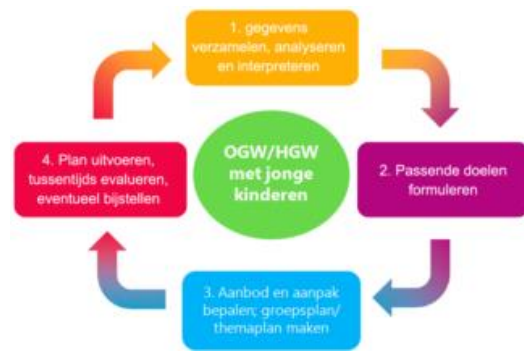 1. gegevens
verzamelen, analyseren
en interpreteren
OGW/HGW
met jonge
kinderen
2. Passende doelen
formuleren
3. Aanbod en aanpak
bepalen; groepsplan/
themaplan maken
4. Plan uitvoeren,
tussentijds evalueren,
eventueel bijstellen